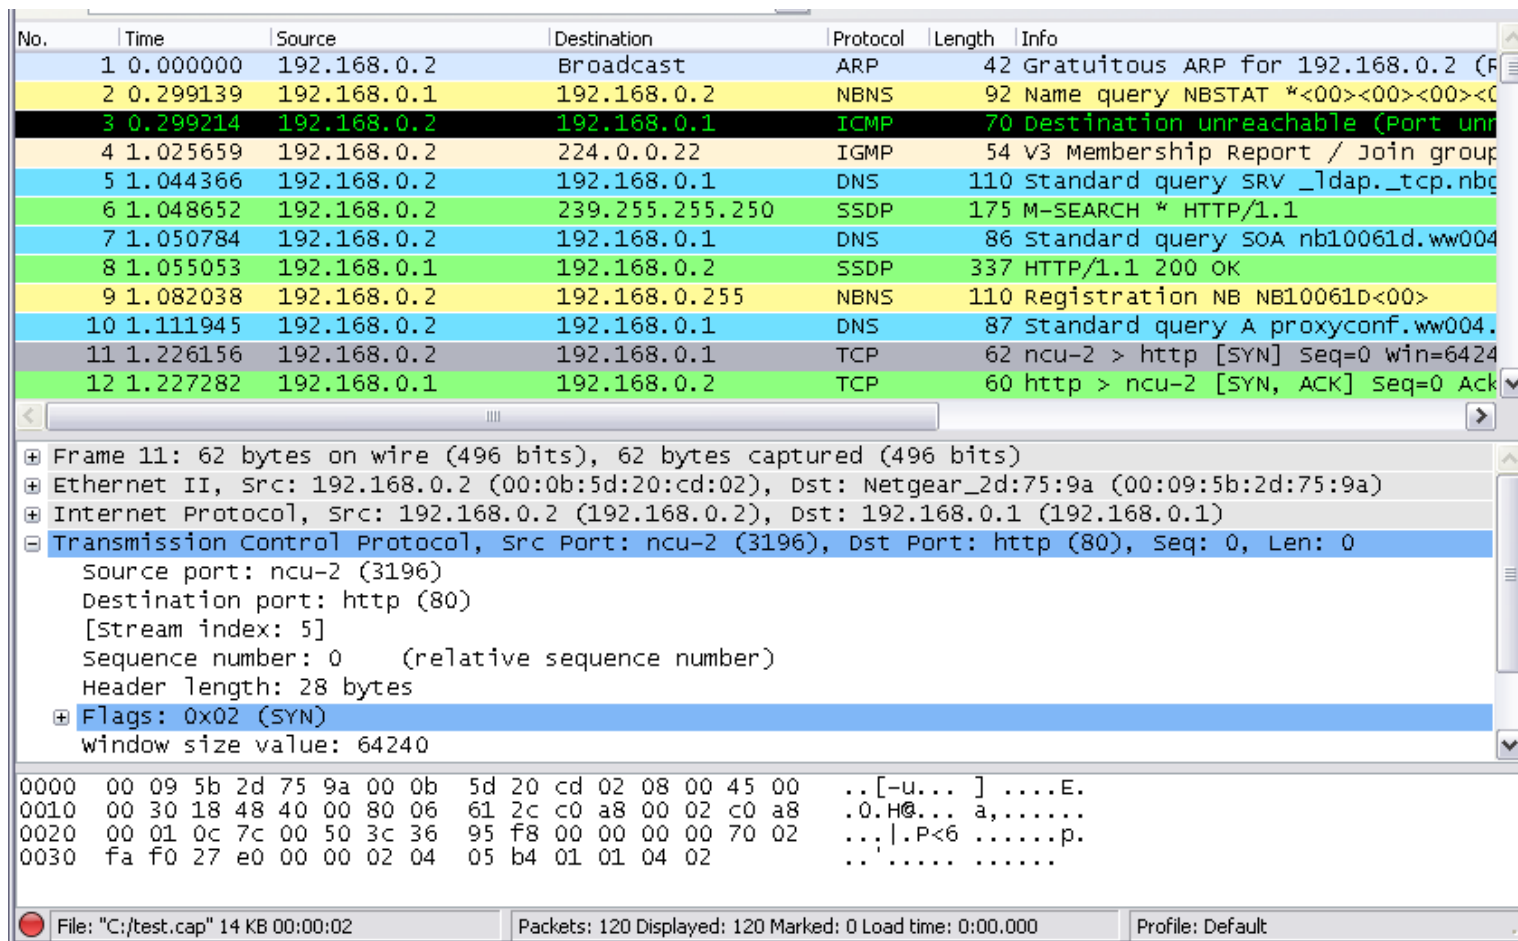 No. Time Source Destination Protocol Length Info
1 0.000000 192.168.0.2 Broadcast ARP 42 Gratuitous ARP for 192.168.0.2
2 0.299139 192.168.0.1 192.168.0.2 NBNS 92 Name query NBSTAT *<00><00><00><
3 0.299214 192.168.0.2 192.168.0.1 ICMP 70 Destination unreachable (Port unr
4 1.025659 192.168.0.2 224.0.0.22 IGMP 54 V3 Membership Report / Join group
5 1.044366 192.168.0.2 192.168.0.1 DNS 110 Standard query SRV _ldap._tcp.nbg
6 1.048652 192.168.0.2 239.255.255.250 SSDP 175 M-SEARCH * HTTP/1.1
7 1.050784 192.168.0.2 192.168.0.1 DNS 86 Standard query SOA nb10061d.ww004
8 1.055053 192.168.0.1 192.168.0.2 SSDP 337 HTTP/1.1 200 OK
9 1.082038 192.168.0.2 192.168.0.255 NBNS 110 Registration NB NB10061D<00>
10 1.111945 192.168.0.2 192.168.0.1 DNS 87 Standard query A proxyconf.ww004.
11 1.226156 192.168.0.2 192.168.0.1 TCP 62 ncu-2 > http [SYN] Seq=0 Win=6424
12 1.227282 192.168.0.1 192.168.0.2 TCP 60 http > ncu-2 [SYN, ACK] Seq=0 Ack
Frame 11: 62 bytes on wire (496 bits), 62 bytes captured (496 bits)
Ethernet II, Src: 192.168.0.2 (00:0b:5d:20:cd:02), Dst: Netgear_2d:75:9a (00:09:5b:2d:75:9a)
Internet Protocol, Src: 192.168.0.2 (192.168.0.2), Dst: 192.168.0.1 (192.168.0.1)
Transmission Control Protocol, Src Port: ncu-2 (3196), Dst Port: http (80), Seq: 0, Len: 0
Source port: ncu-2 (3196)
Destination port: http (80)
[Stream index: 5]
Sequence number: 0 (relative sequence number)
Header length: 28 bytes
Flags: 0x02 (SYN)
Window size value: 64240
0000 00 09 5b 2d 75 9a 00 0b 5d 20 cd 02 08 00 45 00 ..[-u... ] ....E.
0010 00 30 18 48 40 00 80 06 61 2c c0 a8 00 02 c0 a8 .0.H@... a,......
0020 00 01 0c 7c 00 50 3c 36 95 f8 00 00 00 00 70 02 ...|.P<6 ......p.
0030 fa f0 27 e0 00 00 02 04 05 b4 01 01 04 02 ..'..... ......
File: "C:/test.cap" 14 KB 00:00:02 Packets: 120 Displayed: 120 Marked: 0 Load time: 0:00.000 Profile: Default